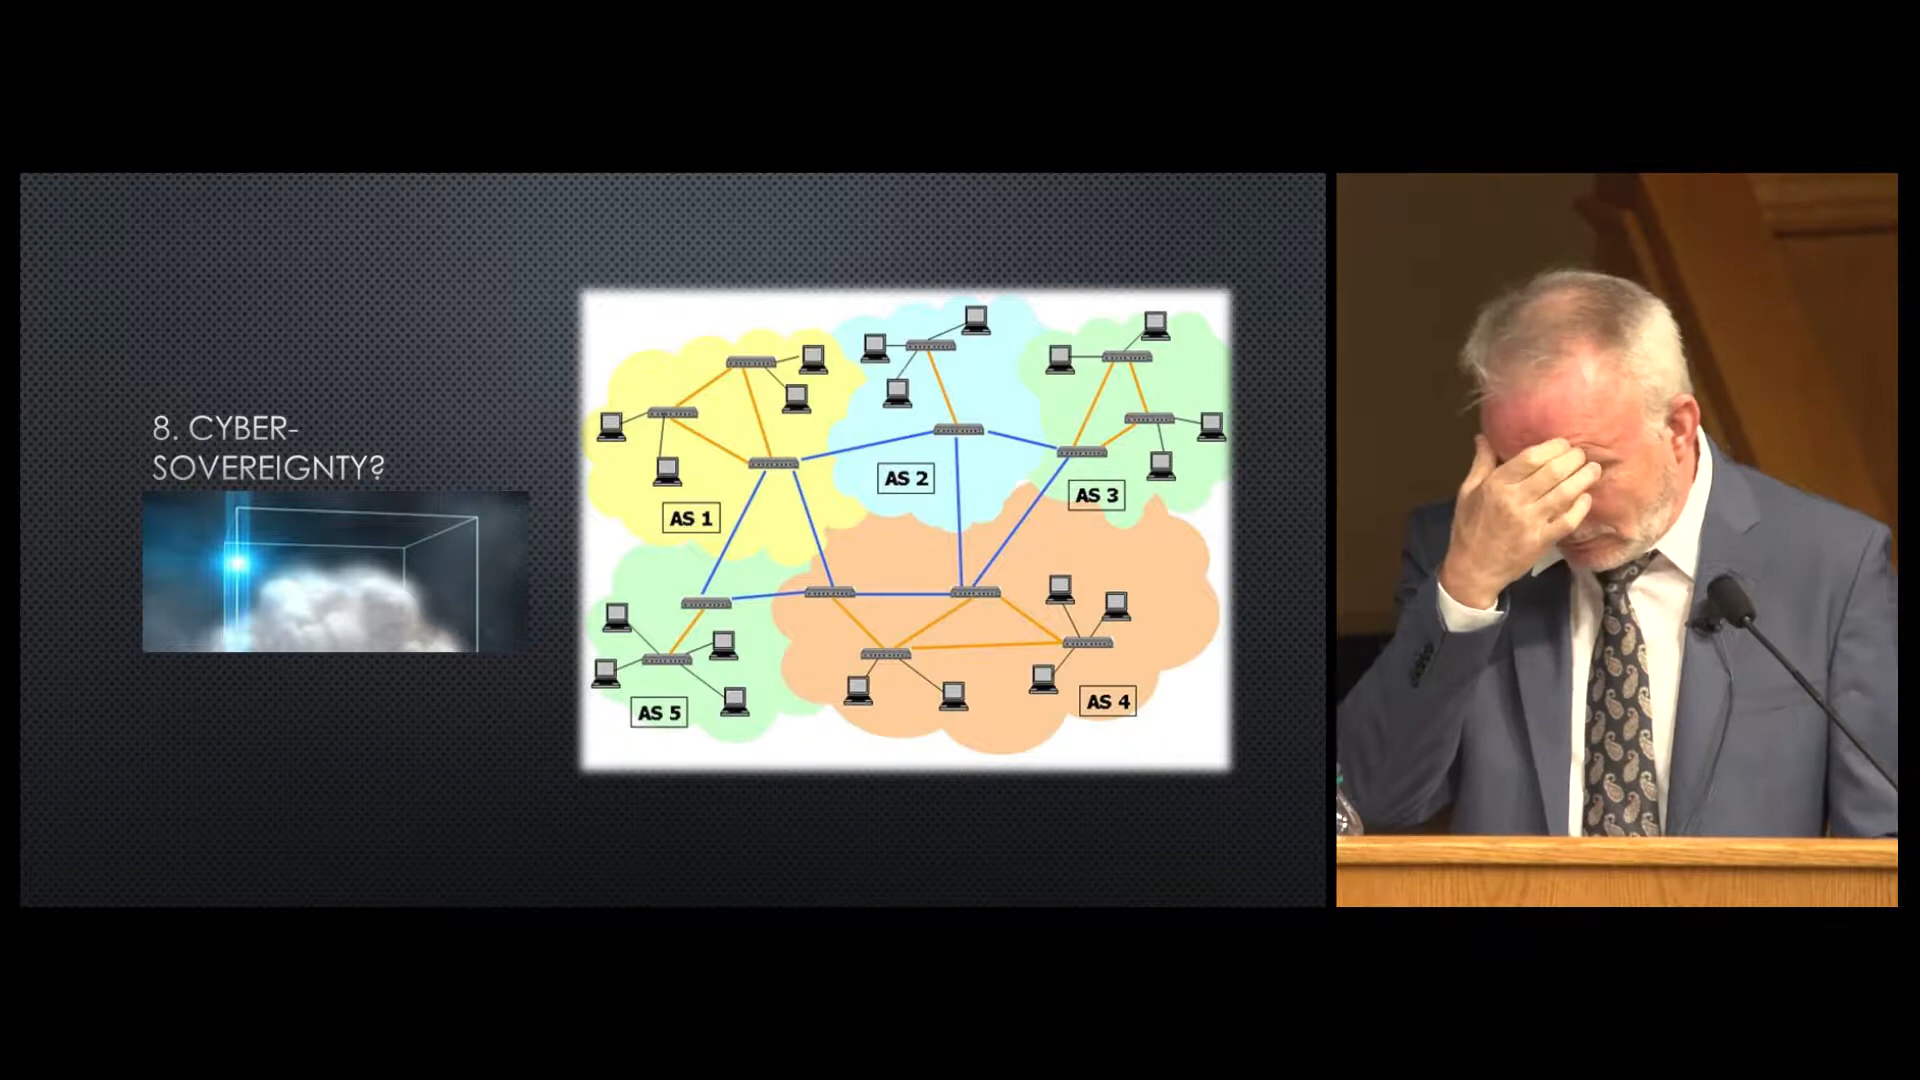 8. CYBER-
SOVEREIGNTY?
AS 1
AS 2
AS 3
AS 4
AS 5